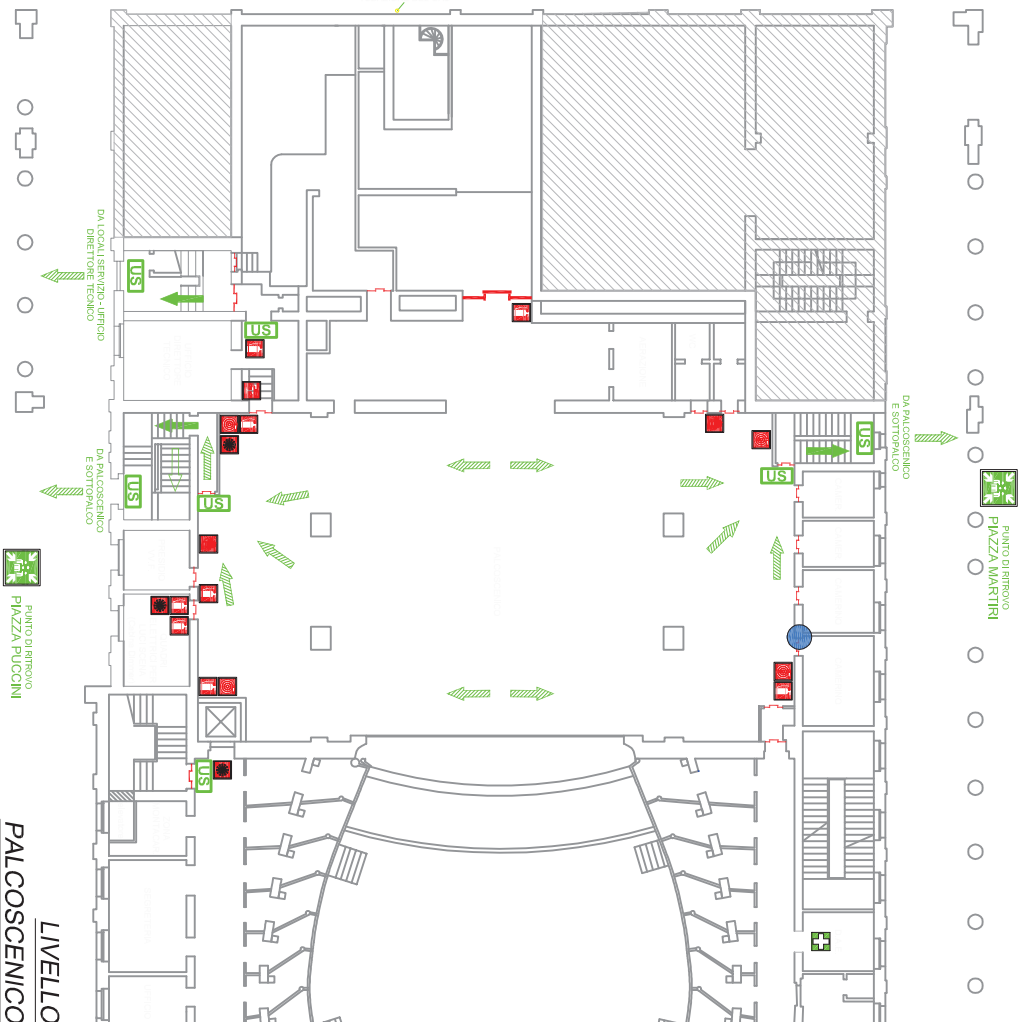 DA LOCALI SERVIZIO - UFFICIO
DIRETTORE TECNICO
US
US
DA PALCOSCENICO
E SOTTOPALCO
US
US
DA PALCOSCENICO
E SOTTOPALCO
US
US
PUNTO DI RITROVO
PIAZZA MARTIRI
PUNTO DI RITROVO
PIAZZA PUCCINI
US
LIVELLO
PALCOSCENICO